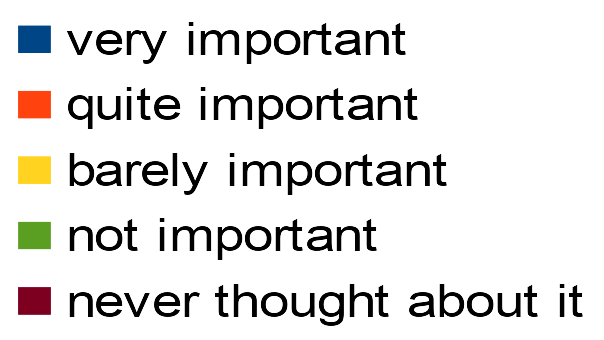 very important
quite important
barely important
not important
never thought about it